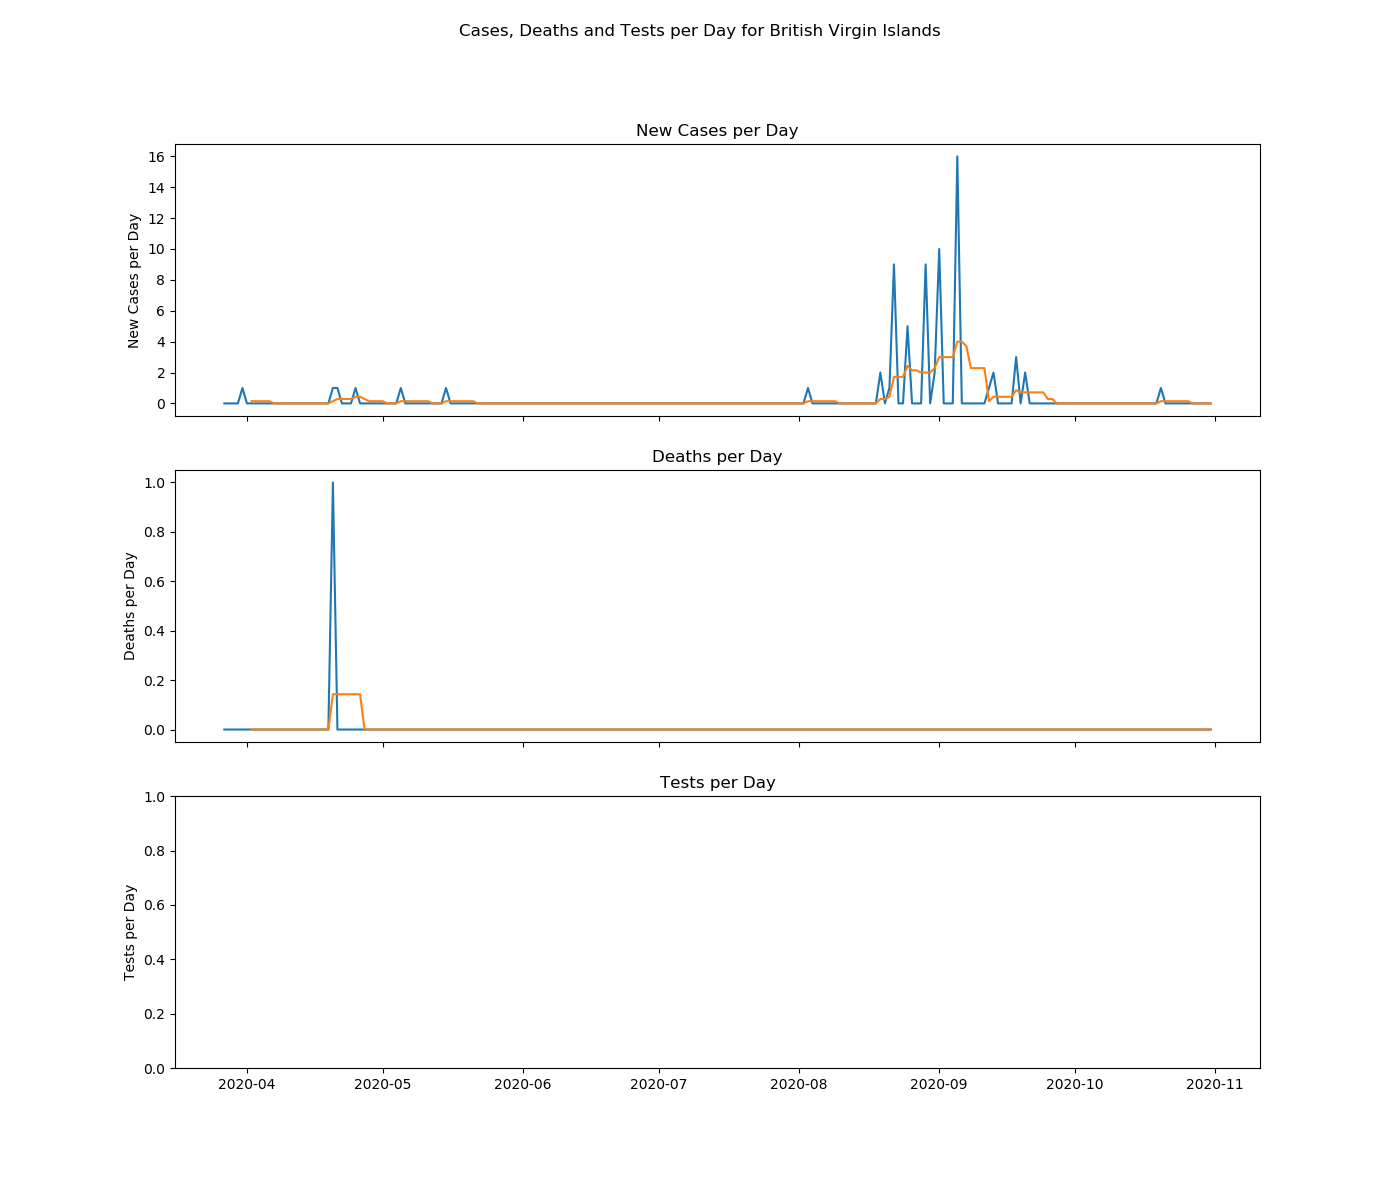 Cases, Deaths and Tests per Day for British Virgin Islands
New Cases per Day
New Cases per Day
16
14
12
10
8
6
4
2
0
Deaths per Day
Deaths per Day
1.0
0.8
0.6
0.4
0.2
0.0
Tests per Day
Tests per Day
1.0
0.8
0.6
0.4
0.2
0.0
2020-04 2020-05 2020-06 2020-07 2020-08 2020-09 2020-10 2020-11